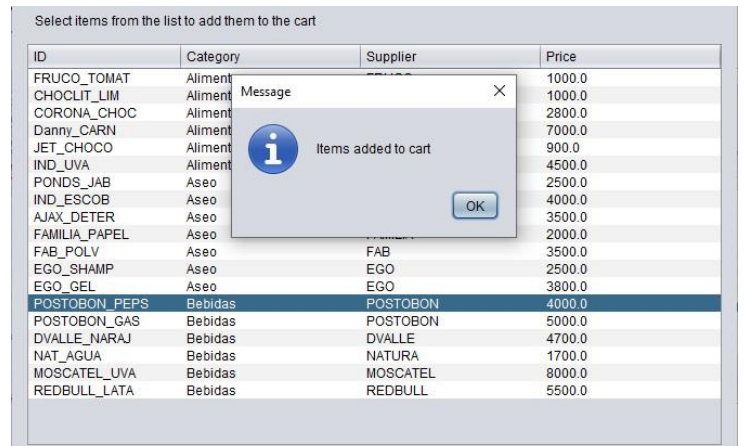 Select items from the list to add them to the cart
ID Category Supplier Price
FRUCO_TOMAT Aliment 1000.0
CHOCLIT_LIM Aliment 1000.0
CORONA_CHOC Aliment 2800.0
Danny_CARN Aliment 7000.0
JET_CHOCO Aliment 900.0
IND_UVA Aliment 4500.0
PONDS_JAB Aseo 2500.0
IND_ESCOB Aseo 4000.0
AJAX_DETER Aseo 3500.0
FAMILIA_PAPEL Aseo 2000.0
FAB_POLV Aseo FAB 3500.0
EGO_SHAMP Aseo EGO 2500.0
EGO_GEL Aseo EGO 3800.0
POSTOBON_PEPS Bebidas POSTOBON 4000.0
POSTOBON_GAS Bebidas POSTOBON 5000.0
DVALLE_NARAJ Bebidas DVALLE 4700.0
NAT_AGUA Bebidas NATURA 1700.0
MOSCATEL_UVA Bebidas MOSCATEL 8000.0
REDBULL_LATA Bebidas REDBULL 5500.0
Message
Items added to cart
OK